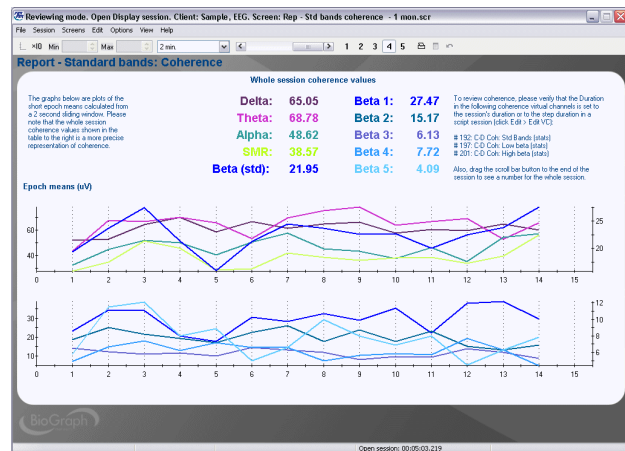 Reviewing mode. Open Display session. Client: Sample, EEG. Screen: Rep - Std bands coherence - 1 mon.scr
File Session Screens Edit Options View Help
×10 Min Max 2 min. 1 2 3 4 5
Report - Standard bands: Coherence
Whole session coherence values
The graphs below are plots of the
short epoch means calculated from
a 2 second sliding window. Please
note that the whole session
coherence values shown in the
table to the right is a more precise
representation of coherence.
Delta: 65.05 Beta 1: 27.47
Theta: 68.78 Beta 2: 15.17
Alpha: 48.62 Beta 3: 6.13
SMR: 38.57 Beta 4: 7.72
Beta (std): 21.95 Beta 5: 4.09
To review coherence, please verify that the Duration
in the following coherence virtual channels is set to
the session's duration or to the step duration in a
script session (click Edit > Edit VC):
# 192: C-D Coh: Std Bands (stats)
# 197: C-D Coh: Low beta (stats)
# 201: C-D Coh: High beta (stats)
Also, drag the scroll bar button to the end of the
session to see a number for the whole session.
Epoch means (uV)
60
40
25
20
0 1 2 3 4 5 6 7 8 9 10 11 12 13 14 15
30
20
10
12
10
8
6
0 1 2 3 4 5 6 7 8 9 10 11 12 13 14 15
BioGraph
Open session: 00:05:03.219